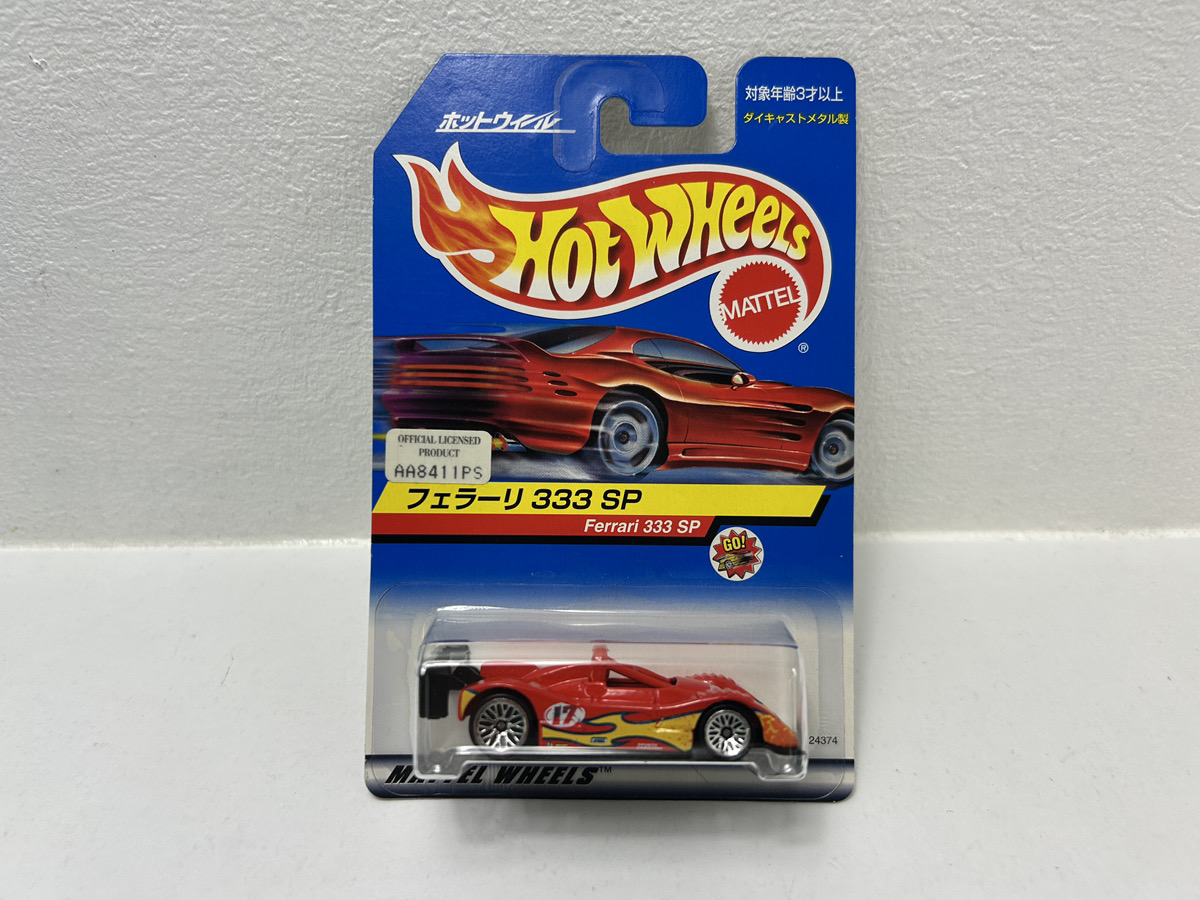 ホットウィール
対象年齢3才以上
ダイキャストメタル製
HOT WHEELS
MATTEL
®
OFFICIAL LICENSED
PRODUCT
AA8411PS
フェラーリ 333 SP
Ferrari 333 SP
GO!
17
24374
MATTEL WHEELS™